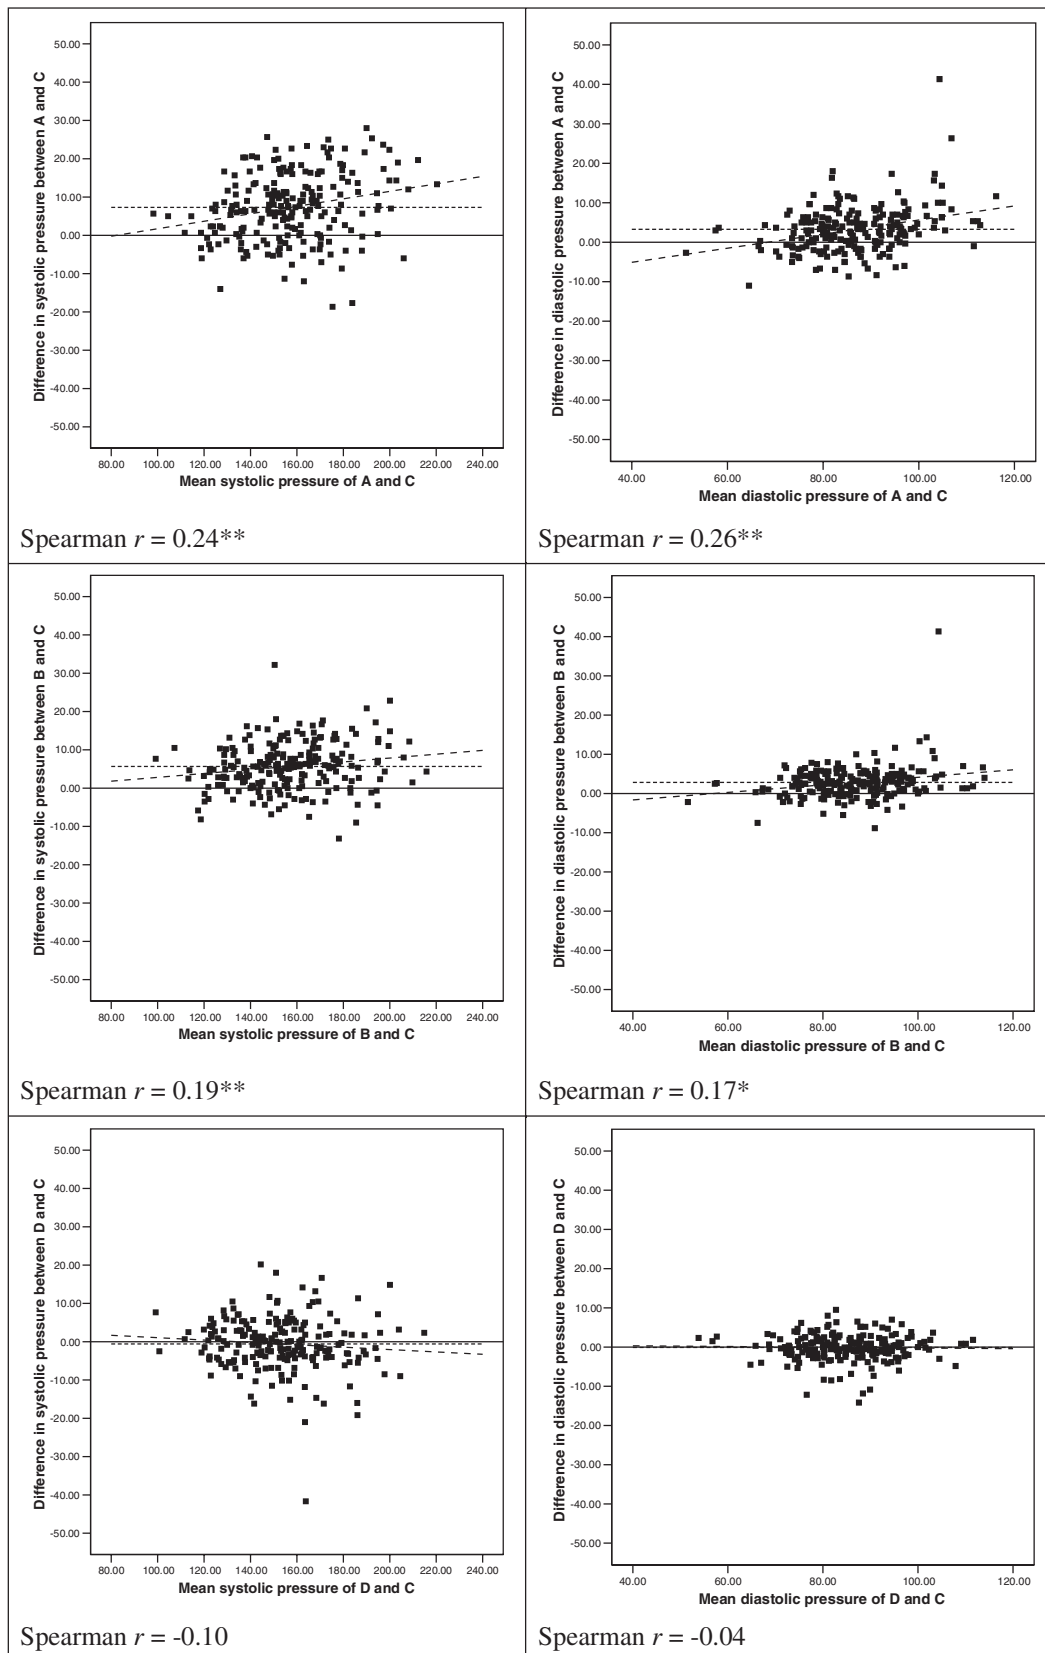 Difference in systolic pressure between A and C
50.00
40.00
30.00
20.00
10.00
0.00
-10.00
-20.00
-30.00
-40.00
-50.00
80.00 100.00 120.00 140.00 160.00 180.00 200.00 220.00 240.00
Mean systolic pressure of A and C
Spearman r = 0.24**
Difference in diastolic pressure between A and C
50.00
40.00
30.00
20.00
10.00
0.00
-10.00
-20.00
-30.00
-40.00
-50.00
40.00 60.00 80.00 100.00 120.00
Mean diastolic pressure of A and C
Spearman r = 0.26**
Difference in systolic pressure between B and C
50.00
40.00
30.00
20.00
10.00
0.00
-10.00
-20.00
-30.00
-40.00
-50.00
80.00 100.00 120.00 140.00 160.00 180.00 200.00 220.00 240.00
Mean systolic pressure of B and C
Spearman r = 0.19**
Difference in diastolic pressure between B and C
50.00
40.00
30.00
20.00
10.00
0.00
-10.00
-20.00
-30.00
-40.00
-50.00
40.00 60.00 80.00 100.00 120.00
Mean diastolic pressure of B and C
Spearman r = 0.17*
Difference in systolic pressure between D and C
50.00
40.00
30.00
20.00
10.00
0.00
-10.00
-20.00
-30.00
-40.00
-50.00
80.00 100.00 120.00 140.00 160.00 180.00 200.00 220.00 240.00
Mean systolic pressure of D and C
Spearman r = -0.10
Difference in diastolic pressure between D and C
50.00
40.00
30.00
20.00
10.00
0.00
-10.00
-20.00
-30.00
-40.00
-50.00
40.00 60.00 80.00 100.00 120.00
Mean diastolic pressure of D and C
Spearman r = -0.04